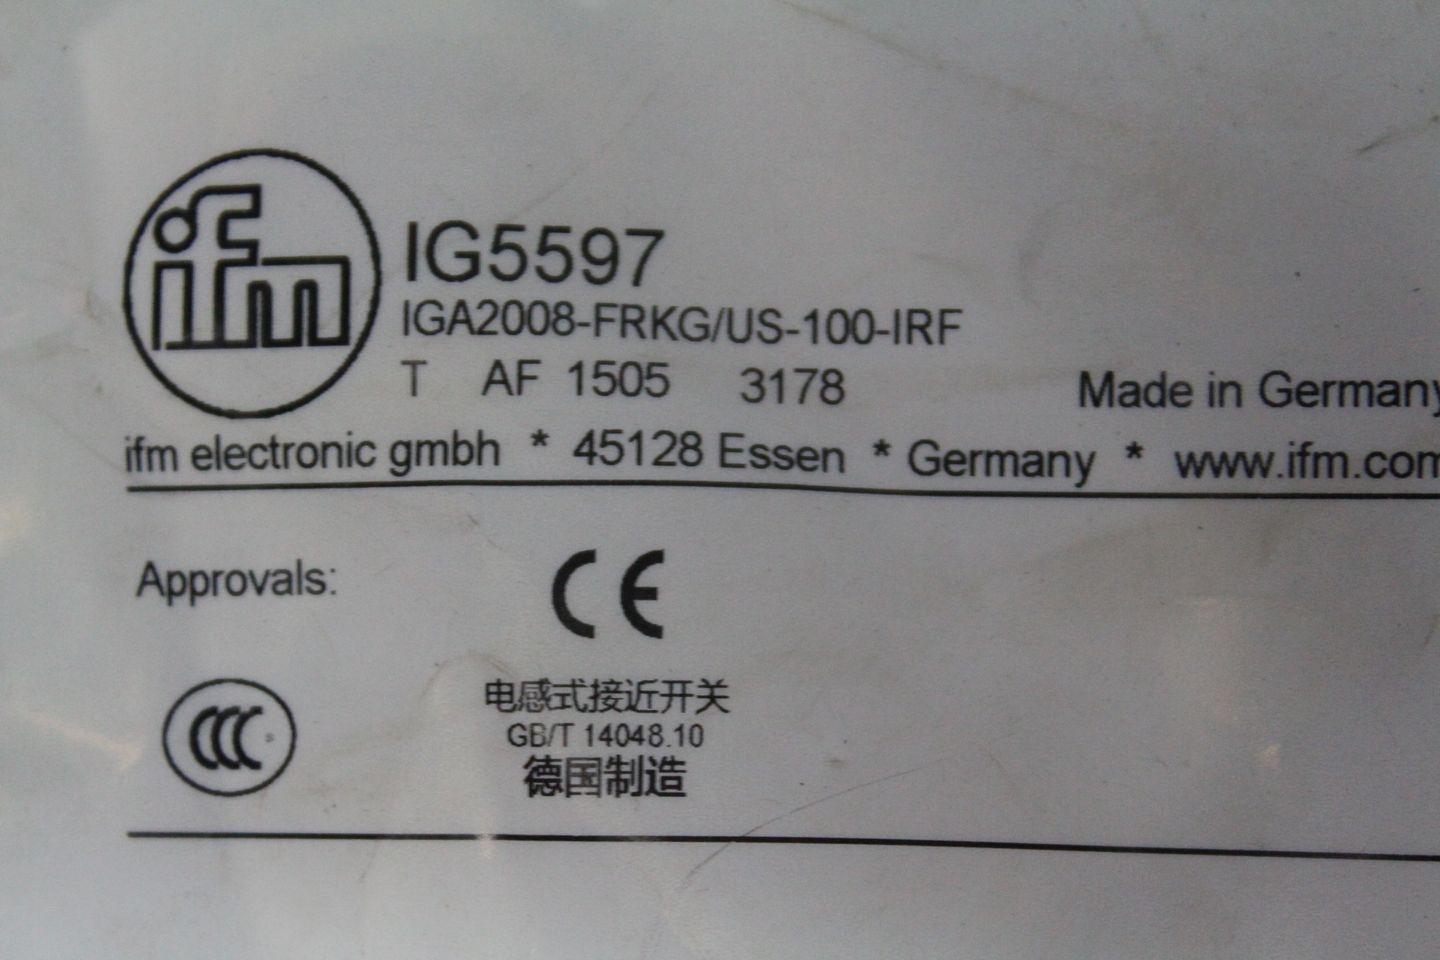 ifm
IG5597
IGA2008-FRKG/US-100-IRF
T AF 1505 3178 Made in Germany
ifm electronic gmbh * 45128 Essen * Germany * www.ifm.com
Approvals: CE
电感式接近开关
CCC S GB/T 14048.10
德国制造